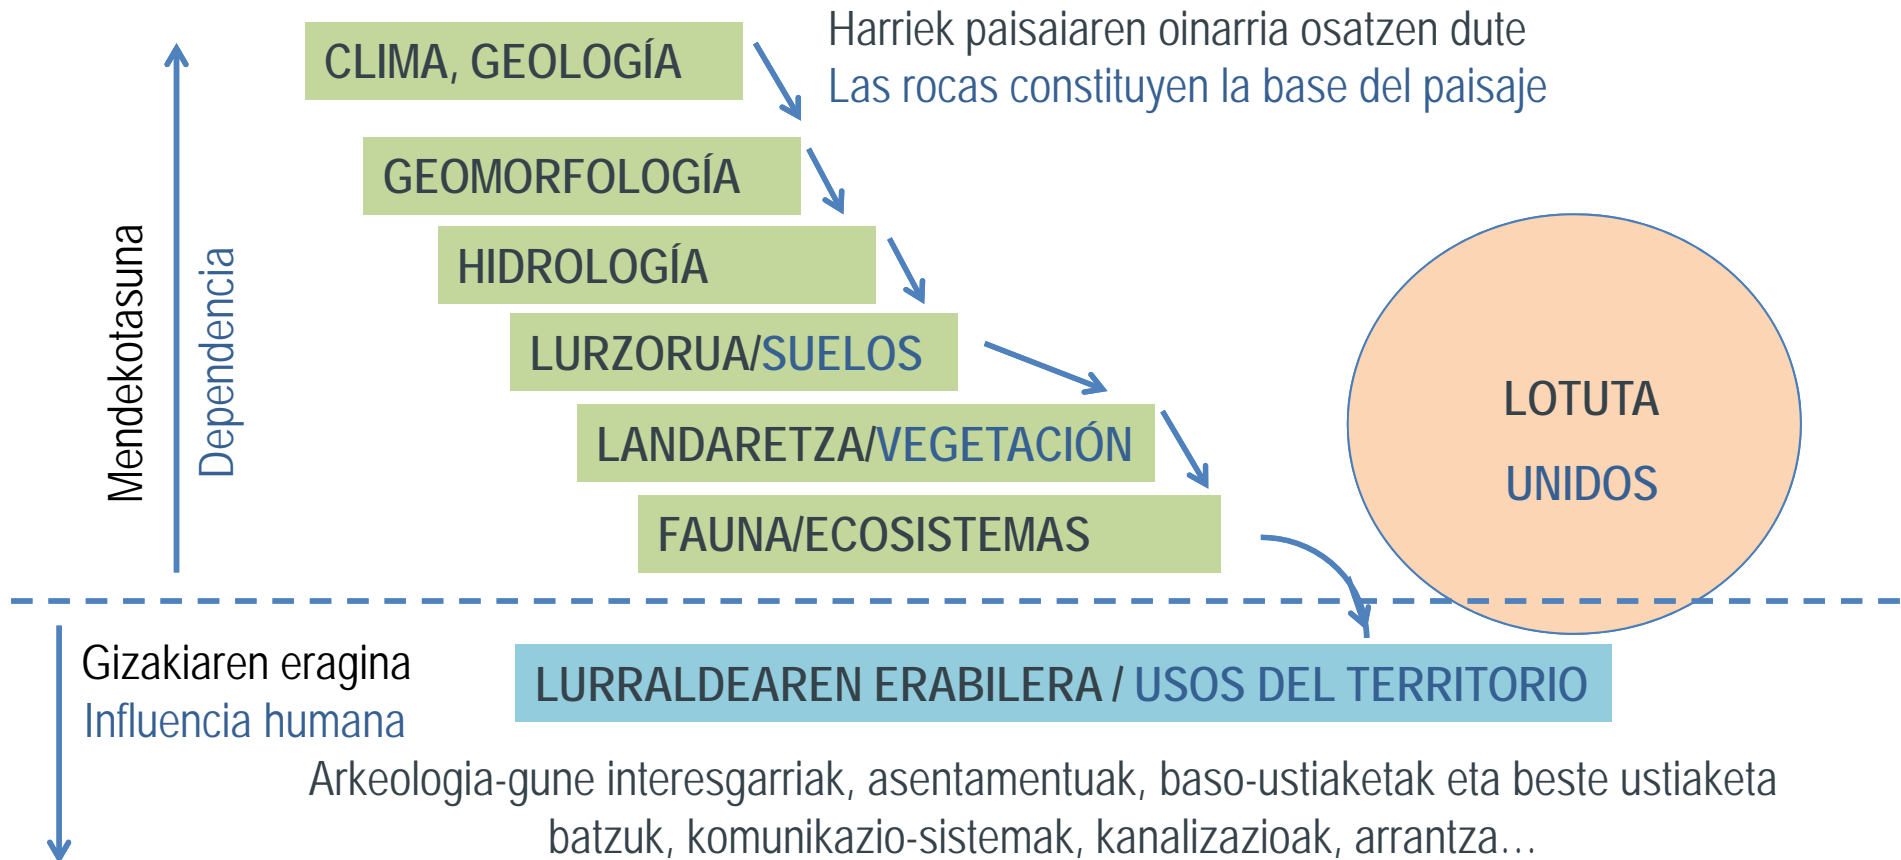 Harriek paisaiaren oinarria osatzen dute
Las rocas constituyen la base del paisaje
CLIMA, GEOLOGÍA
GEOMORFOLOGÍA
HIDROLOGÍA
LURZORUA/SUELOS
LANDARETZA/VEGETACIÓN
FAUNA/ECOSISTEMAS
Mendekotasuna
Dependencia
LOTUTA
UNIDOS
Gizakiaren eragina
Influencia humana
LURRALDEAREN ERABILERA / USOS DEL TERRITORIO
Arkeologia-gune interesgarriak, asentamentuak, baso-ustiaketak eta beste ustiaketa
batzuk, komunikazio-sistemak, kanalizazioak, arrantza…